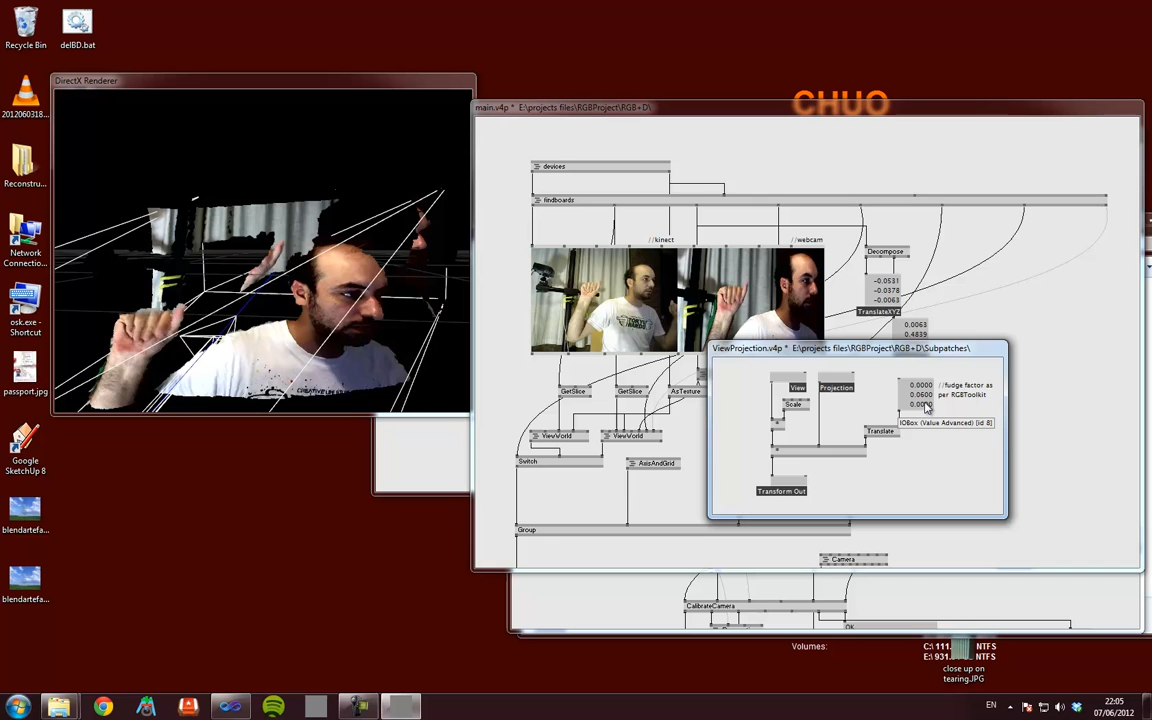 Recycle Bin
delBD.bat
2012060318...
Reconstru...
Network
Connectio...
osk.exe -
Shortcut
passport.jpg
Google
SketchUp 8
blendartefa...
blendartefa...
DirectX Renderer
CHUO
main.v4p * E:\projects files\RGBProject\RGB+D\
devices
findboards
//kinect
//webcam
Decompose
-0.0531
-0.0378
-0.0063
TranslateXYZ
0.0063
0.4839
GetSlice
GetSlice
AsTexture
ViewWorld
ViewWorld
Switch
AxisAndGrid
Group
Camera
CalibrateCamera
ViewProjection.v4p * E:\projects files\RGBProject\RGB+D\Subpatches\
View
Projection
Scale
0.0000 //fudge factor as
0.0600 per RGBToolkit
0.0000
IOBox (Value Advanced) [id 8]
Translate
Transform Out
Volumes:
C:\ 111. NTFS
E:\ 931. NTFS
close up on
tearing.JPG
EN
22:05
07/06/2012